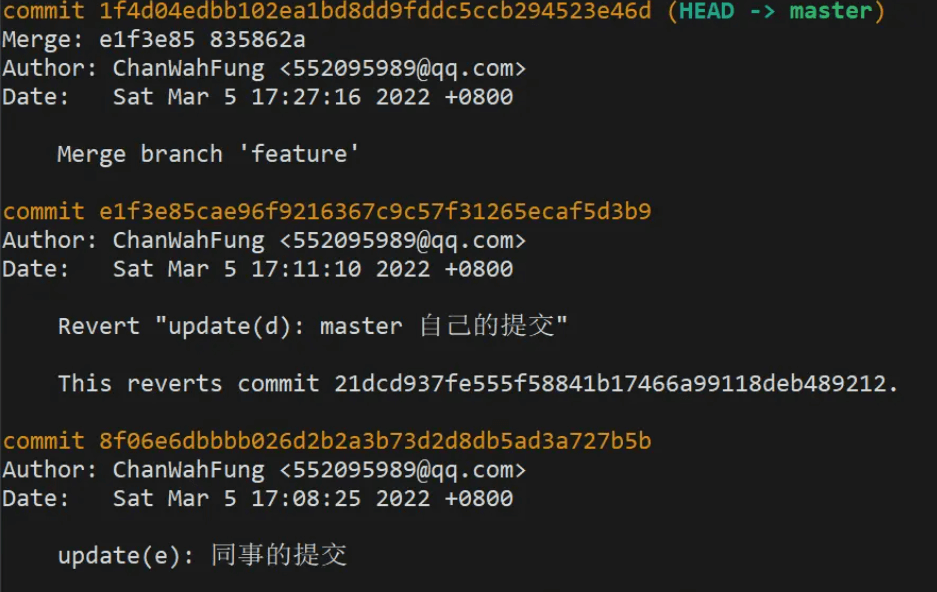 commit 1f4d04edbb102ea1bd8dd9fddc5ccb294523e46d (HEAD -> master)
Merge: e1f3e85 835862a
Author: ChanWahFung <552095989@qq.com>
Date:   Sat Mar 5 17:27:16 2022 +0800
Merge branch 'feature'
commit e1f3e85cae96f9216367c9c57f31265ecaf5d3b9
Author: ChanWahFung <552095989@qq.com>
Date:   Sat Mar 5 17:11:10 2022 +0800
Revert "update(d): master 自己的提交"
This reverts commit 21dcd937fe555f58841b17466a99118deb489212.
commit 8f06e6dbbbb026d2b2a3b73d2d8db5ad3a727b5b
Author: ChanWahFung <552095989@qq.com>
Date:   Sat Mar 5 17:08:25 2022 +0800
update(e): 同事的提交